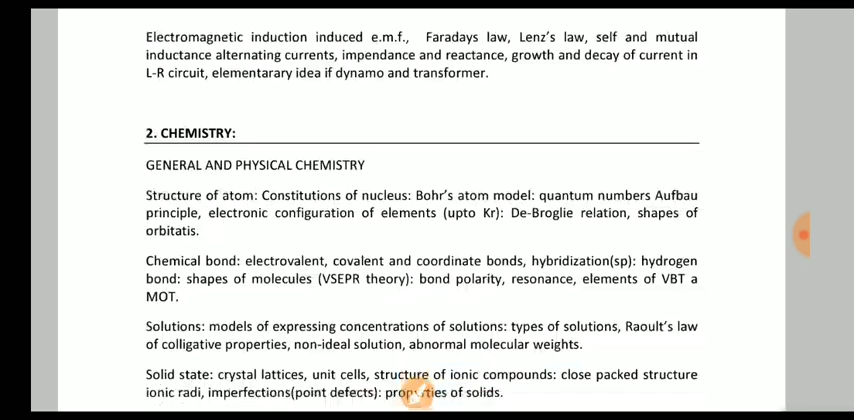 Electromagnetic induction induced e.m.f., Faradays law, Lenz's law, self and mutual
inductance alternating currents, impendance and reactance, growth and decay of current in
L-R circuit, elementarary idea if dynamo and transformer.
2. CHEMISTRY:
GENERAL AND PHYSICAL CHEMISTRY
Structure of atom: Constitutions of nucleus: Bohr's atom model: quantum numbers Aufbau
principle, electronic configuration of elements (upto Kr): De-Broglie relation, shapes of
orbitatis.
Chemical bond: electrovalent, covalent and coordinate bonds, hybridization(sp): hydrogen
bond: shapes of molecules (VSEPR theory): bond polarity, resonance, elements of VBT a
MOT.
Solutions: models of expressing concentrations of solutions: types of solutions, Raoult's law
of colligative properties, non-ideal solution, abnormal molecular weights.
Solid state: crystal lattices, unit cells, structure of ionic compounds: close packed structure
ionic radi, imperfections(point defects): properties of solids.